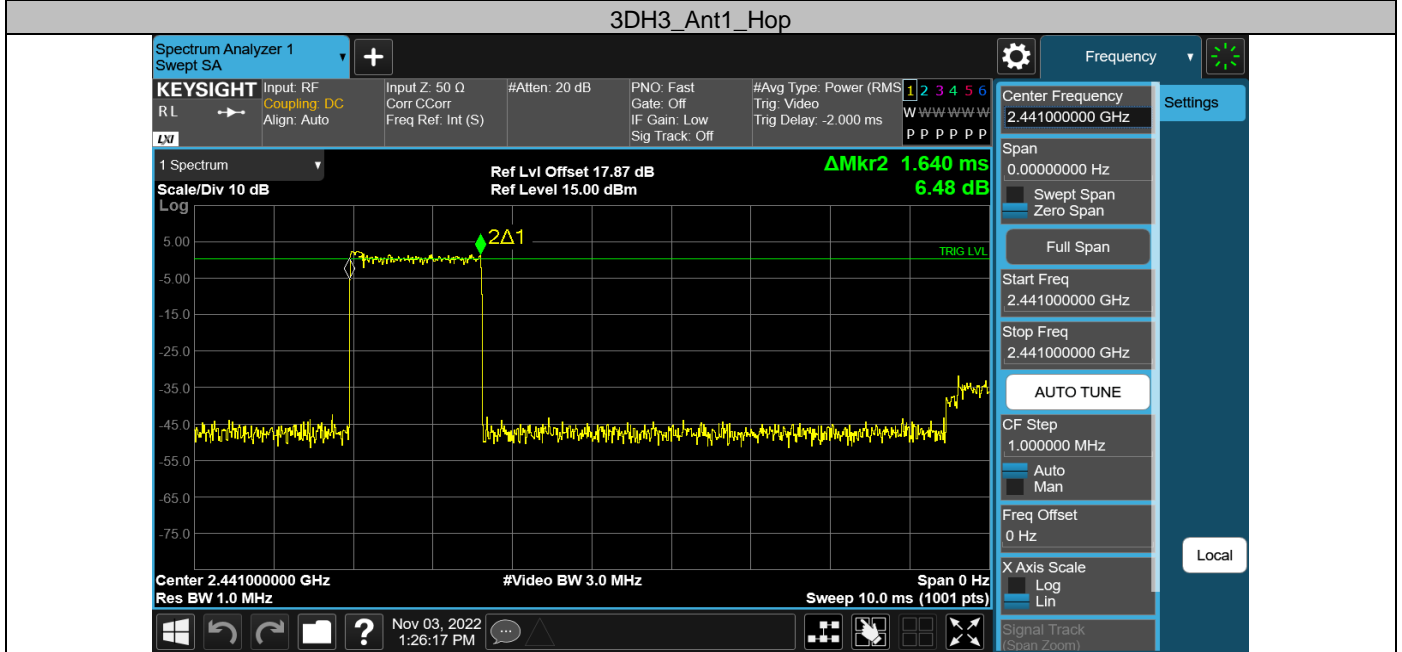 3DH3_Ant1_Hop
Spectrum Analyzer 1
Swept SA
Frequency
KEYSIGHT
RL
LXI
Input: RF
Coupling: DC
Align: Auto
Input Z: 50 Ω
Corr CCorr
Freq Ref: Int (S)
#Atten: 20 dB
PNO: Fast
Gate: Off
IF Gain: Low
Sig Track: Off
#Avg Type: Power (RMS
Trig: Video
Trig Delay: -2.000 ms
1 2 3 4 5 6
W W W W W W
P P P P P P
1 Spectrum
Scale/Div 10 dB
Log
Ref Lvl Offset 17.87 dB
Ref Level 15.00 dBm
ΔMkr2 1.640 ms
6.48 dB
2Δ1
TRIG LVL
5.00
-5.00
-15.0
-25.0
-35.0
-45.0
-55.0
-65.0
-75.0
Center 2.441000000 GHz
Res BW 1.0 MHz
#Video BW 3.0 MHz
Span 0 Hz
Sweep 10.0 ms (1001 pts)
Nov 03, 2022
1:26:17 PM
Center Frequency
2.441000000 GHz
Settings
Span
0.00000000 Hz
Swept Span
Zero Span
Full Span
Start Freq
2.441000000 GHz
Stop Freq
2.441000000 GHz
AUTO TUNE
CF Step
1.000000 MHz
Auto
Man
Freq Offset
0 Hz
X Axis Scale
Log
Lin
Local
Signal Track
(Span Zoom)